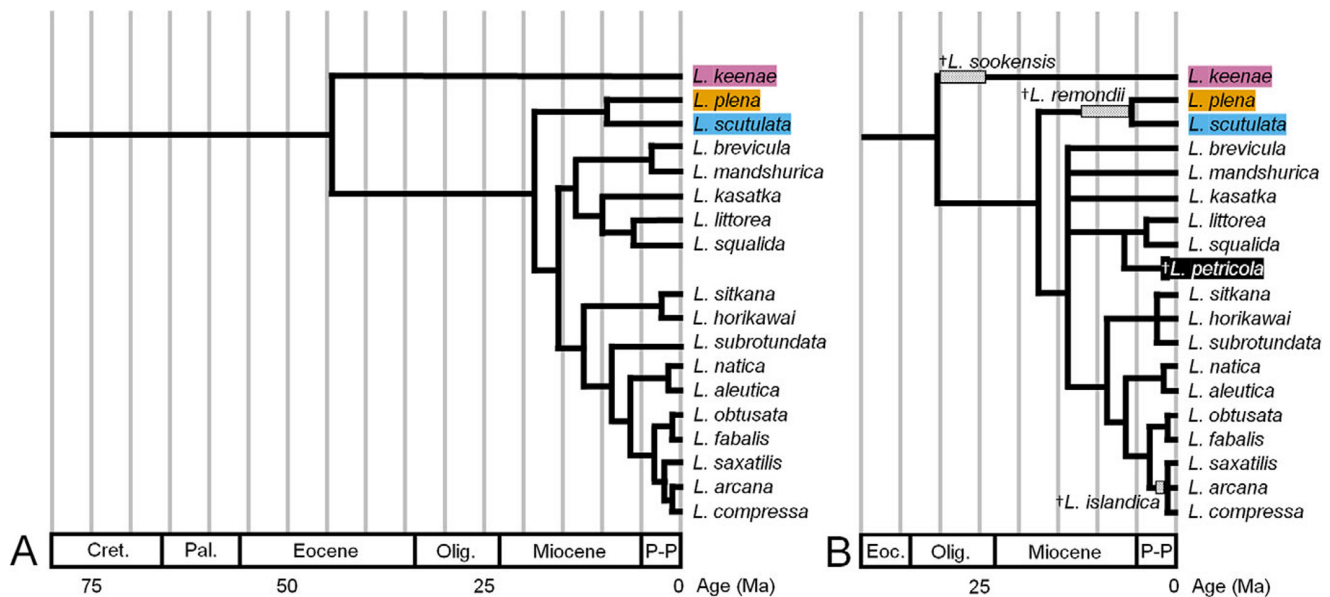 L. keenae
L. plena
L. scutulata
L. brevicula
L. mandshurica
L. kasatka
L. littorea
L. squalida
L. sitkana
L. horikawai
L. subrotundata
L. natica
L. aleutica
L. obtusata
L. fabalis
L. saxatilis
L. arcana
L. compressa
A
Cret. Pal. Eocene Olig. Miocene P-P
75 50 25 0 Age (Ma)
†L. sookensis
L. keenae
†L. remondii
L. plena
L. scutulata
L. brevicula
L. mandshurica
L. kasatka
L. littorea
L. squalida
†L. petricola
L. sitkana
L. horikawai
L. subrotundata
L. natica
L. aleutica
L. obtusata
L. fabalis
L. saxatilis
L. arcana
†L. islandica
L. compressa
B
Eoc. Olig. Miocene P-P
25 0 Age (Ma)